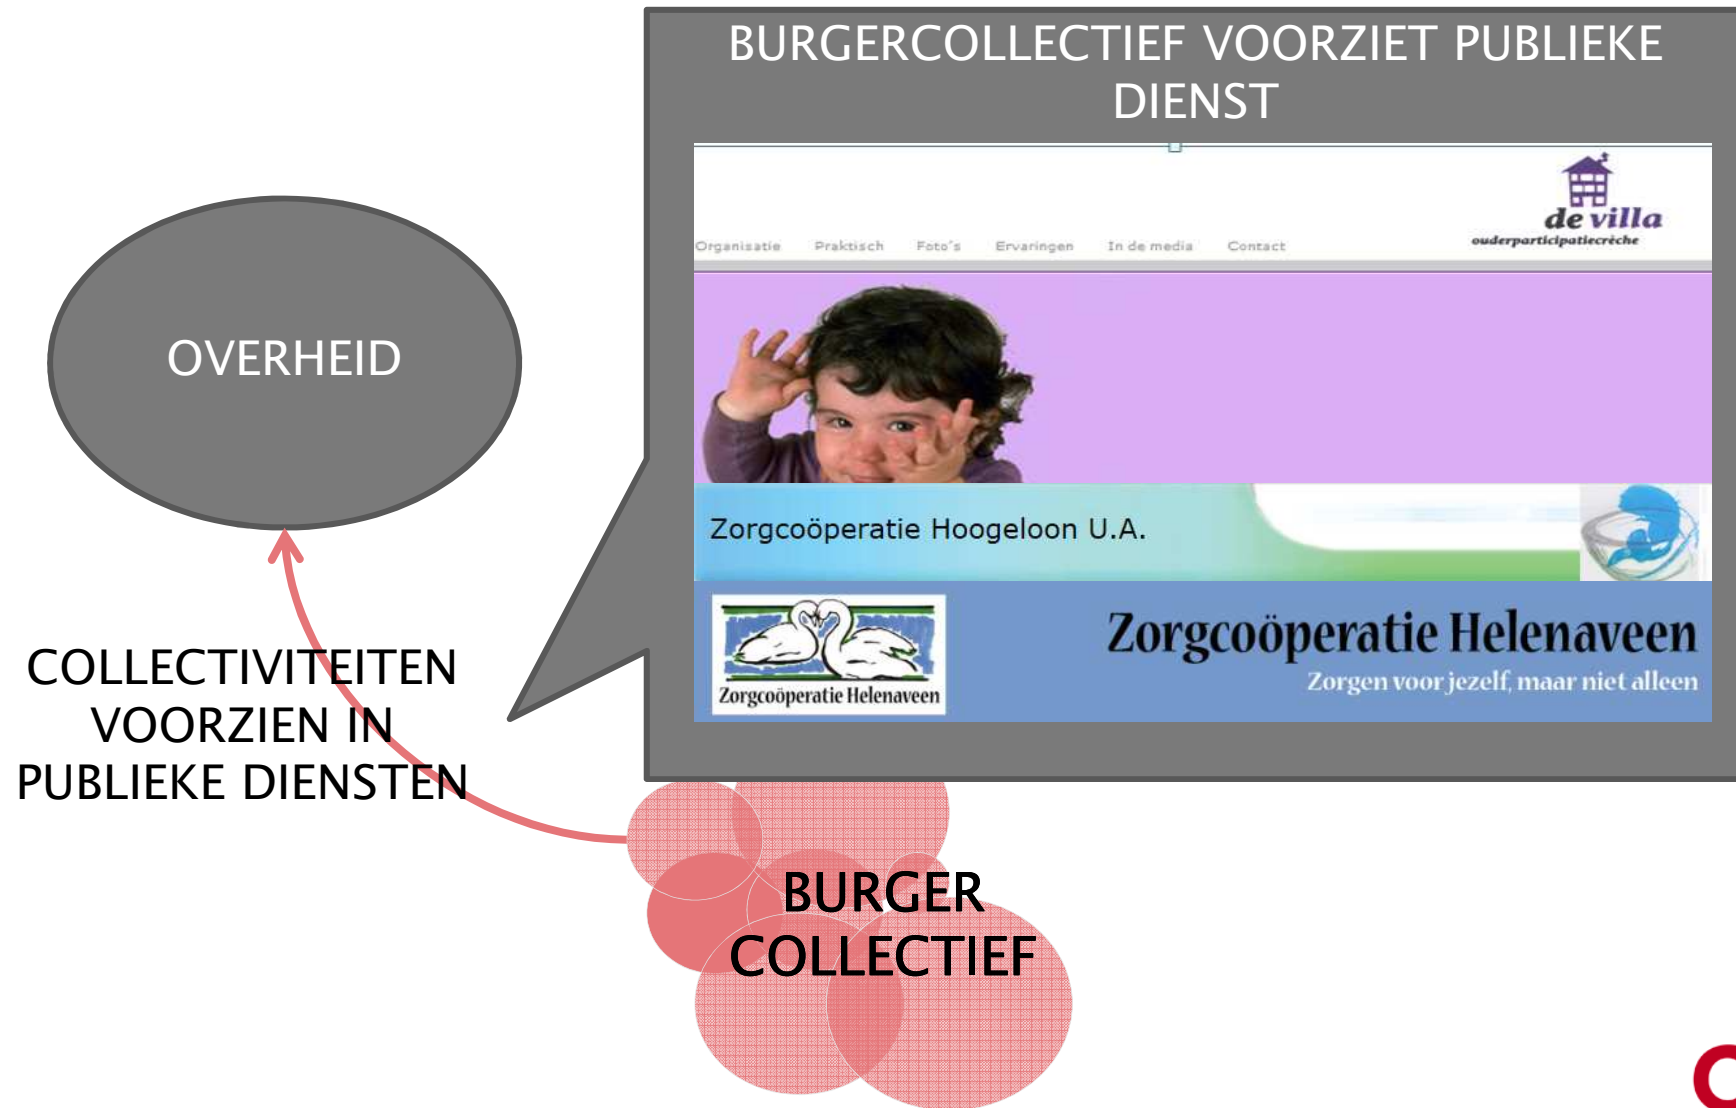 BURGERCOLLECTIEF VOORZIET PUBLIEKE
DIENST
de villa
ouderparticipatiecrèche
Organisatie Praktisch Foto's Ervaringen In de media Contact
OVERHEID
Zorgcoöperatie Hoogeloon U.A.
Zorgcoöperatie Helenaveen
Zorgen voor jezelf, maar niet alleen
Zorgcoöperatie Helenaveen
COLLECTIVITEITEN
VOORZIEN IN
PUBLIEKE DIENSTEN
BURGER
COLLECTIEF